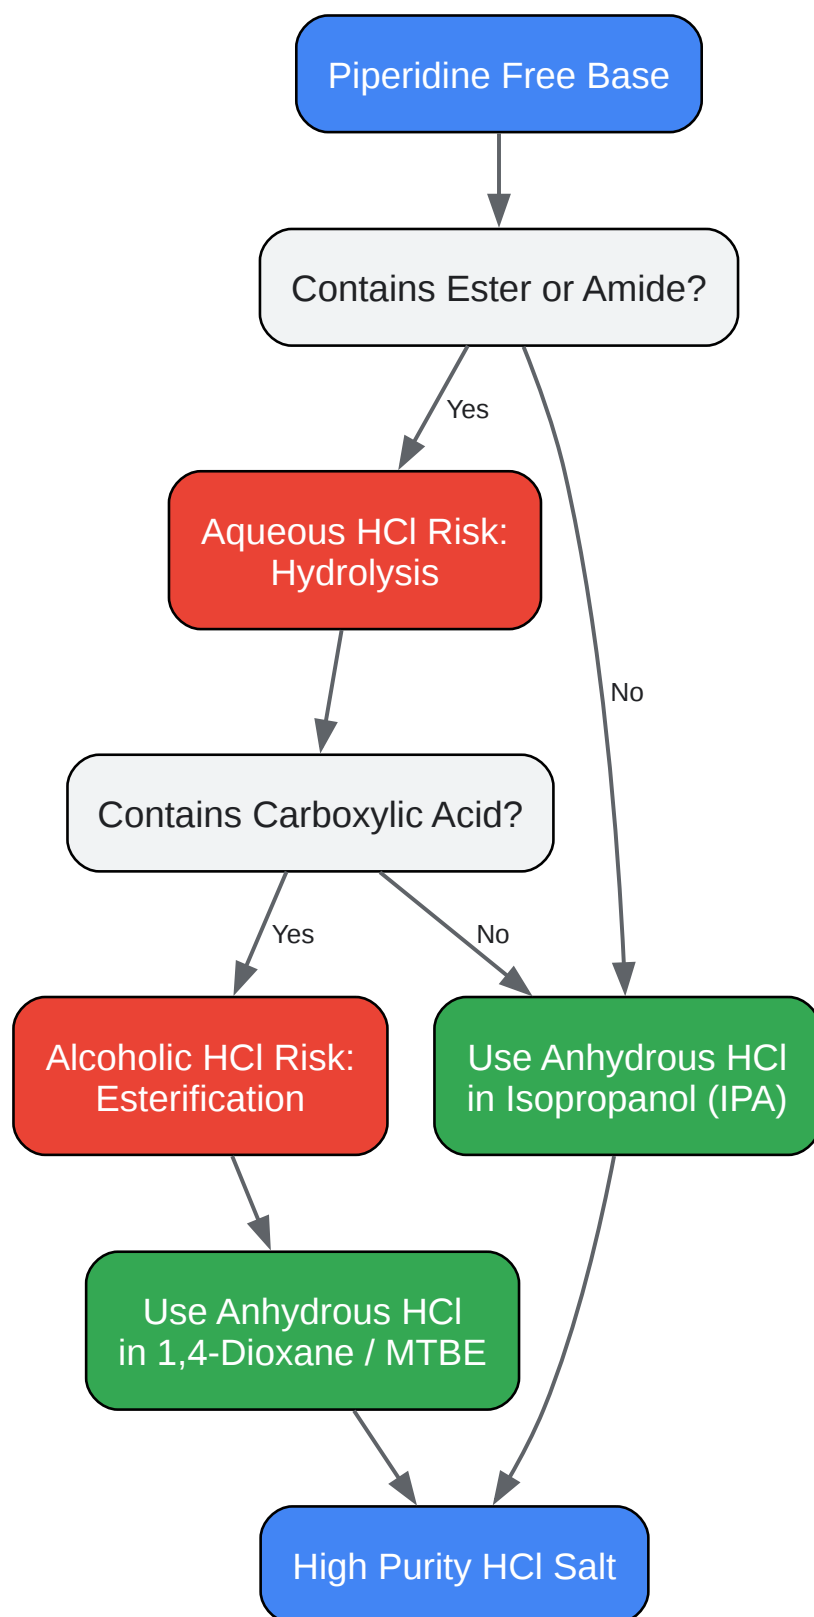 Piperidine Free Base
Contains Ester or Amide?
Yes
Aqueous HCl Risk:
Hydrolysis
No
Contains Carboxylic Acid?
Yes
No
Alcoholic HCl Risk:
Esterification
Use Anhydrous HCl
in Isopropanol (IPA)
Use Anhydrous HCl
in 1,4-Dioxane / MTBE
High Purity HCl Salt